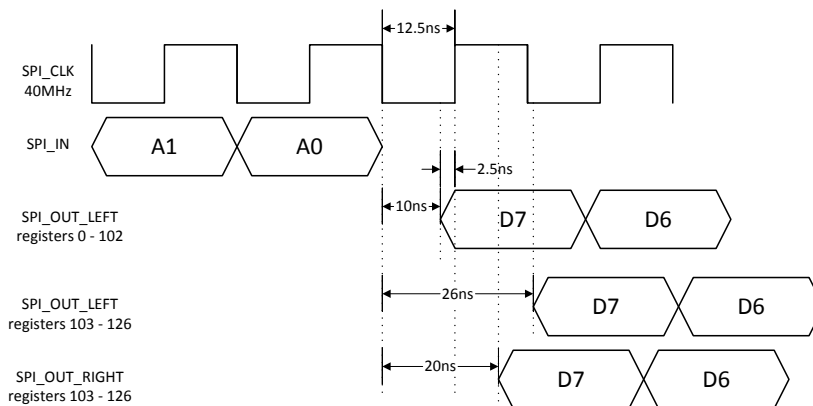 12.5ns
SPI_CLK
40MHz
SPI_IN
A1
A0
2.5ns
10ns
SPI_OUT_LEFT
registers 0 - 102
D7
D6
26ns
SPI_OUT_LEFT
registers 103 - 126
D7
D6
20ns
SPI_OUT_RIGHT
registers 103 - 126
D7
D6